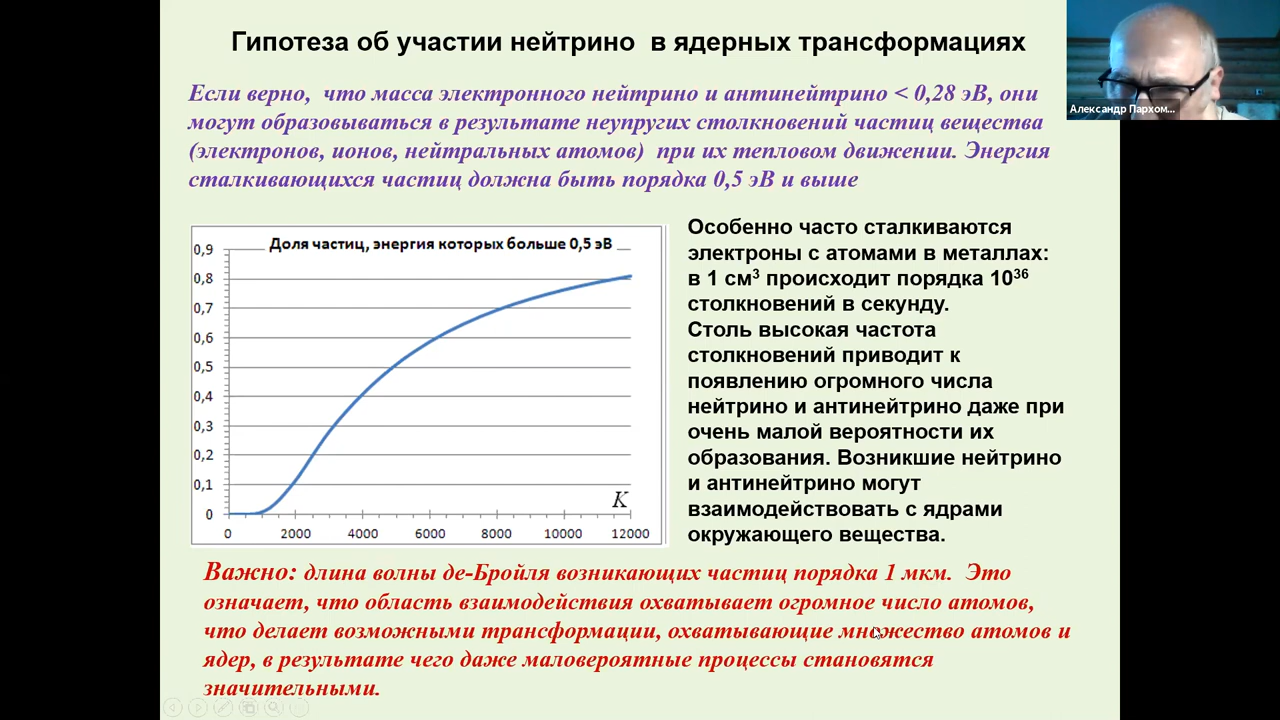 Гипотеза об участии нейтрино в ядерных трансформациях
Александр Пархом...
Если верно, что масса электронного нейтрино и антинейтрино < 0,28 эВ, они
могут образовываться в результате неупругих столкновений частиц вещества
(электронов, ионов, нейтральных атомов) при их тепловом движении. Энергия
сталкивающихся частиц должна быть порядка 0,5 эВ и выше
Доля частиц, энергия которых больше 0,5 эВ
0,9
0,8
0,7
0,6
0,5
0,4
0,3
0,2
0,1
0
K
0 2000 4000 6000 8000 10000 12000
Особенно часто сталкиваются
электроны с атомами в металлах:
в 1 см³ происходит порядка 10³⁶
столкновений в секунду.
Столь высокая частота
столкновений приводит к
появлению огромного числа
нейтрино и антинейтрино даже при
очень малой вероятности их
образования. Возникшие нейтрино
и антинейтрино могут
взаимодействовать с ядрами
окружающего вещества.
Важно: длина волны де-Бройля возникающих частиц порядка 1 мкм. Это
означает, что область взаимодействия охватывает огромное число атомов,
что делает возможными трансформации, охватывающие множество атомов и
ядер, в результате чего даже маловероятные процессы становятся
значительными.